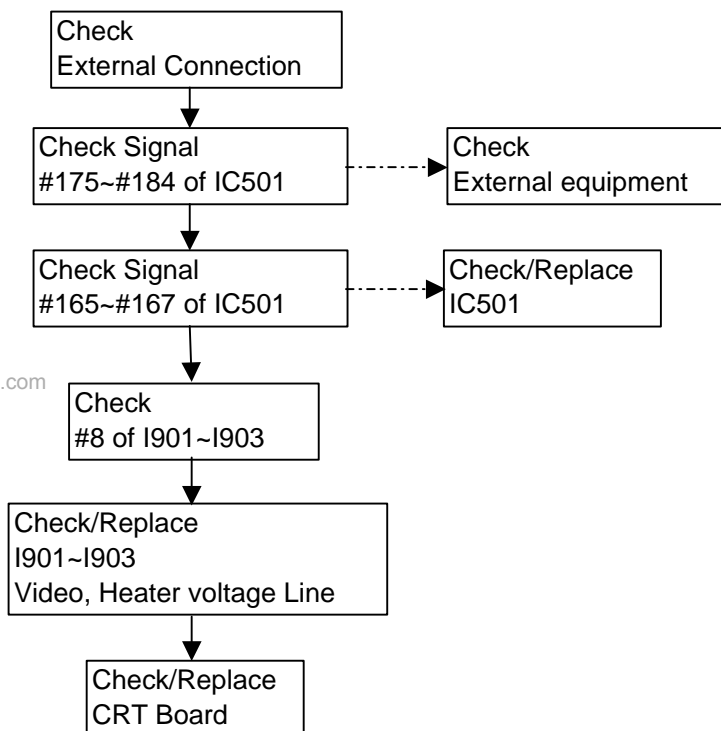 Check
External Connection
Check Signal
#175~#184 of IC501
Check
External equipment
Check Signal
#165~#167 of IC501
Check/Replace
IC501
.com
Check
#8 of I901~I903
Check/Replace
I901~I903
Video, Heater voltage Line
Check/Replace
CRT Board